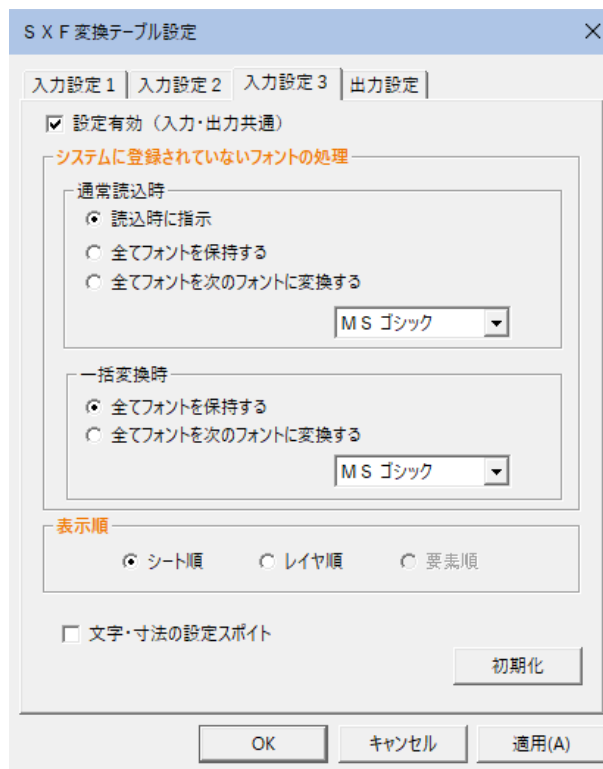 ＳＸＦ変換テーブル設定
入力設定１ 入力設定２ 入力設定３ 出力設定
設定有効（入力・出力共通）
システムに登録されていないフォントの処理
通常読込時
読込時に指示
全てフォントを保持する
全てフォントを次のフォントに変換する
ＭＳ ゴシック
一括変換時
全てフォントを保持する
全てフォントを次のフォントに変換する
ＭＳ ゴシック
表示順
シート順 レイヤ順 要素順
文字・寸法の設定スポイト
初期化
OK キャンセル 適用(A)